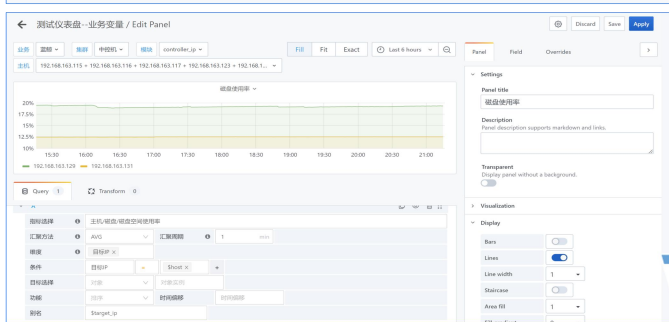 测试仪表盘--业务变量 / Edit Panel
Discard Save Apply
业务 蓝鲸 集群 中控机 模块 controller_ip
Fill Fit Exact Last 6 hours
主机 192.168.163.115 + 192.168.163.116 + 192.168.163.117 + 192.168.163.123 + 192.168.1...
磁盘使用率
20%
17.5%
15%
12.5%
10%
15:30 16:00 16:30 17:00 17:30 18:00 18:30 19:00 19:30 20:00 20:30 21:00
192.168.163.129 192.168.163.131
Query 1 Transform 0
A
指标选择 主机/磁盘/磁盘空间使用率
汇聚方法 AVG 汇聚周期 1 min
维度 目标IP ×
条件 目标IP = $host × +
目标选择 对象 对象实例
功能 排序 时间偏移 时间偏移
别名 $target_ip
Panel Field Overrides
Settings
Panel title
磁盘使用率
Description
Panel description supports markdown and links.
Transparent
Display panel without a background.
Visualization
Display
Bars
Lines
Line width 1
Staircase
Area fill 1